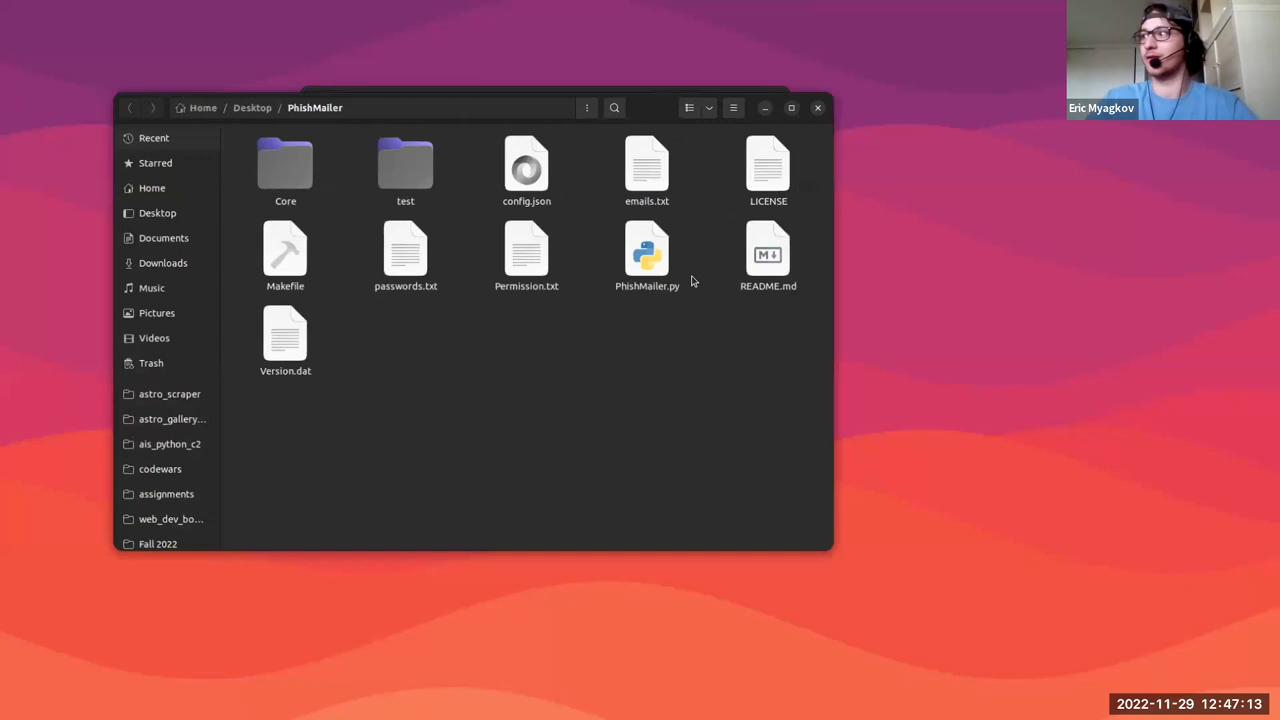 Eric Myagkov
Home / Desktop / PhishMailer
Recent
Starred
Home
Desktop
Documents
Downloads
Music
Pictures
Videos
Trash
astro_scraper
astro_gallery...
ais_python_c2
codewars
assignments
web_dev_bo...
Fall 2022
Core
test
config.json
emails.txt
LICENSE
Makefile
passwords.txt
Permission.txt
PhishMailer.py
README.md
Version.dat
2022-11-29 12:47:13